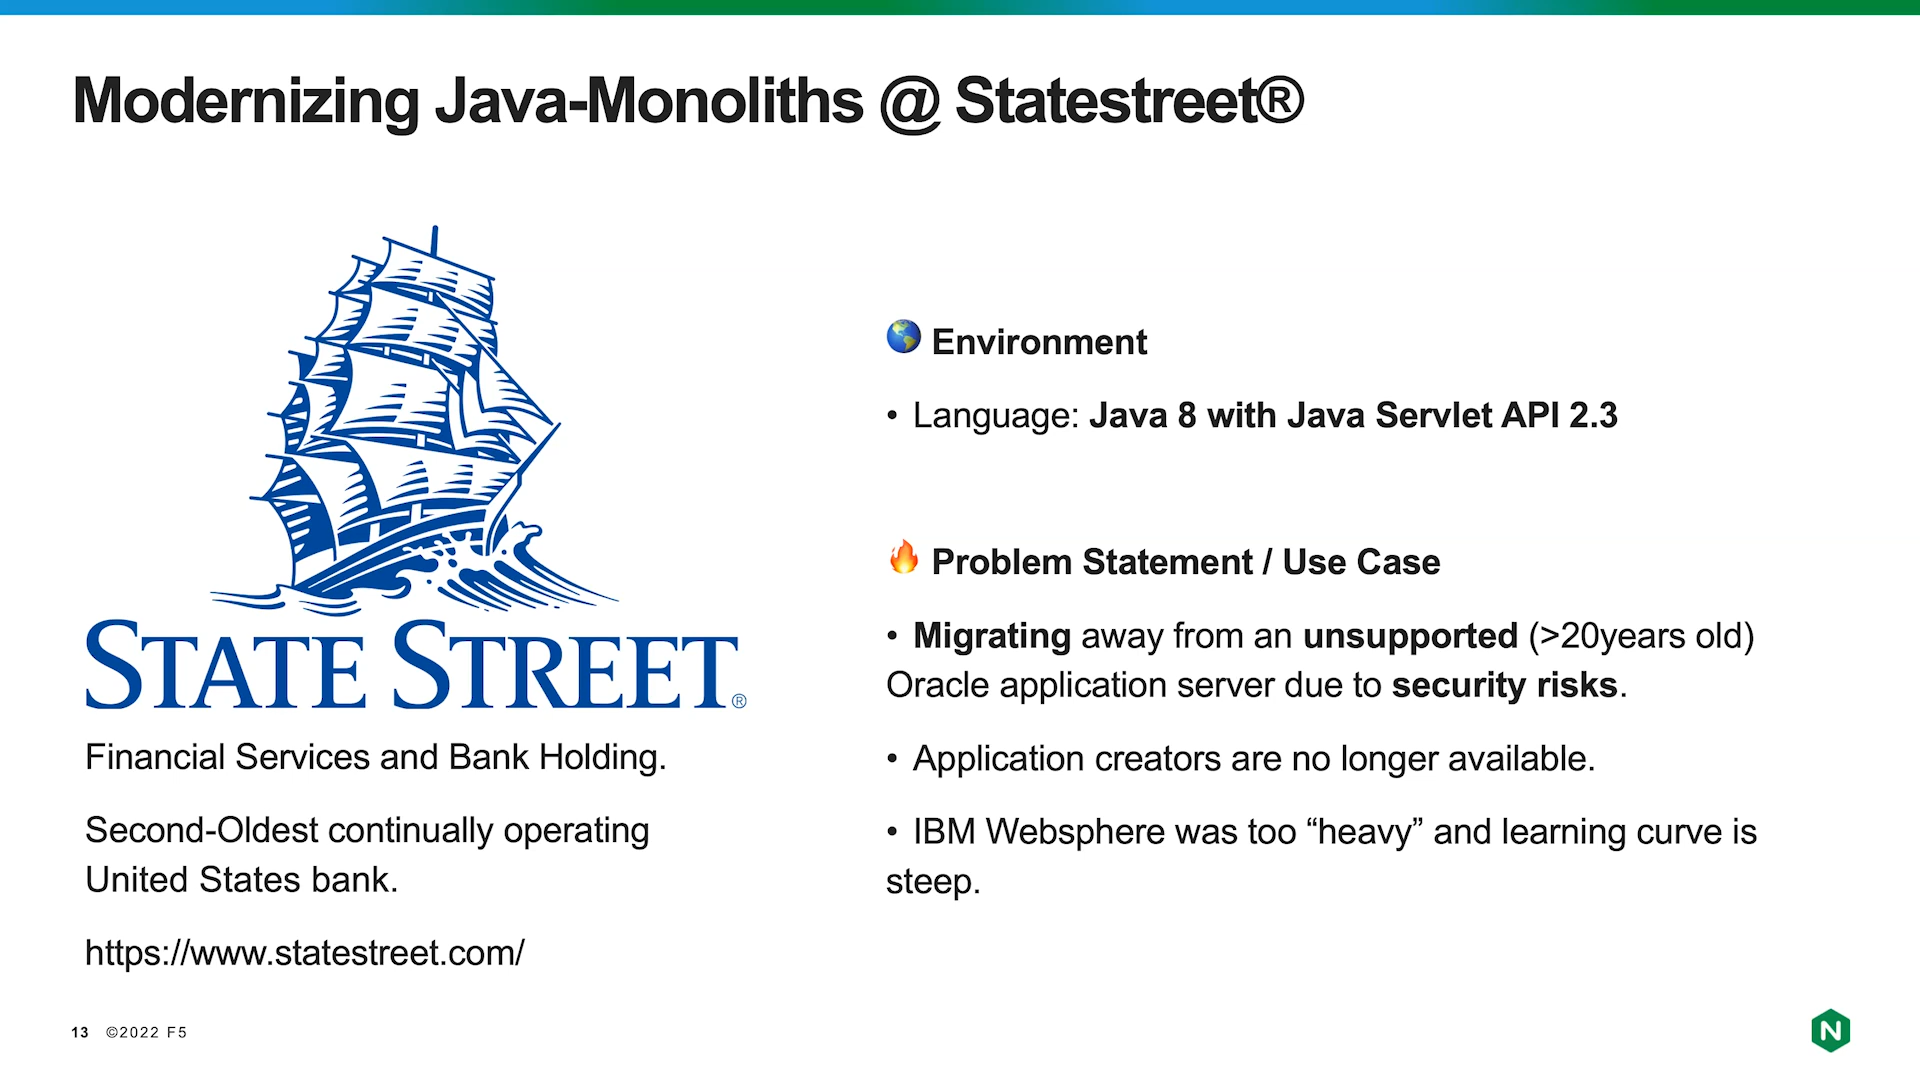 Modernizing Java-Monoliths @ Statestreet®
STATE STREET®
Financial Services and Bank Holding.
Second-Oldest continually operating
United States bank.
https://www.statestreet.com/
🌎 Environment
• Language: Java 8 with Java Servlet API 2.3
🔥 Problem Statement / Use Case
• Migrating away from an unsupported (>20years old)
Oracle application server due to security risks.
• Application creators are no longer available.
• IBM Websphere was too “heavy” and learning curve is
steep.
13 ©2022 F5
N